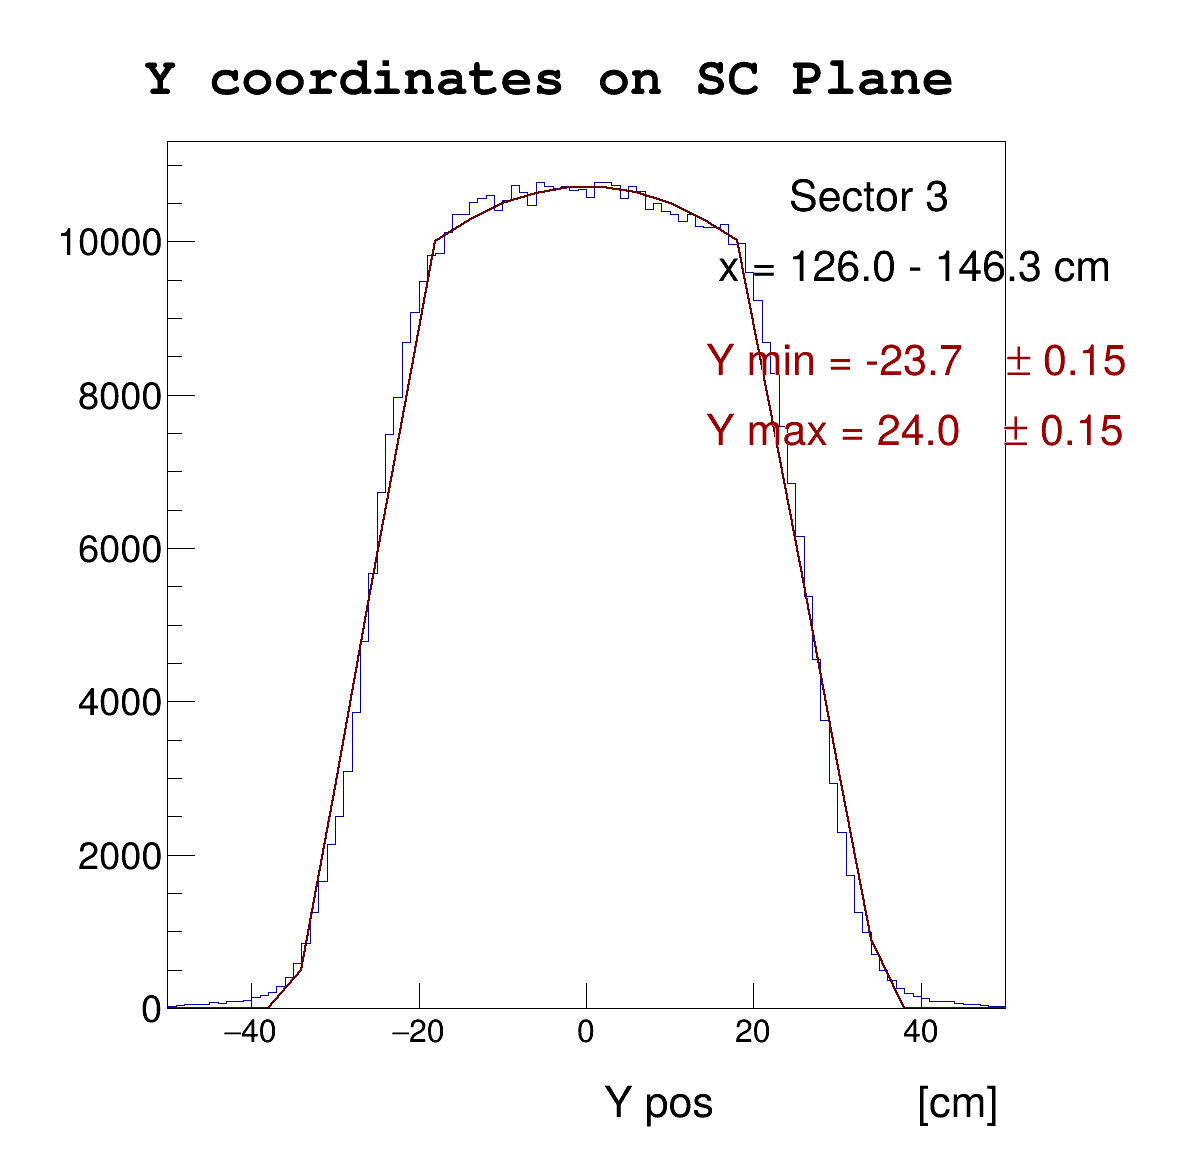 Y coordinates on SC Plane
Sector 3
x = 126.0 - 146.3 cm
Y min = -23.7 ± 0.15
Y max = 24.0 ± 0.15
10000
8000
6000
4000
2000
0
−40 −20 0 20 40
Y pos [cm]